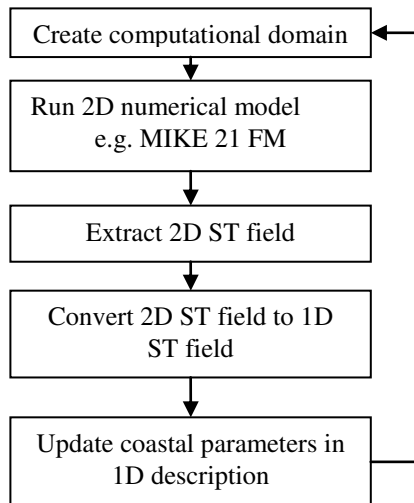 Create computational domain
Run 2D numerical model
e.g. MIKE 21 FM
Extract 2D ST field
Convert 2D ST field to 1D
ST field
Update coastal parameters in
1D description